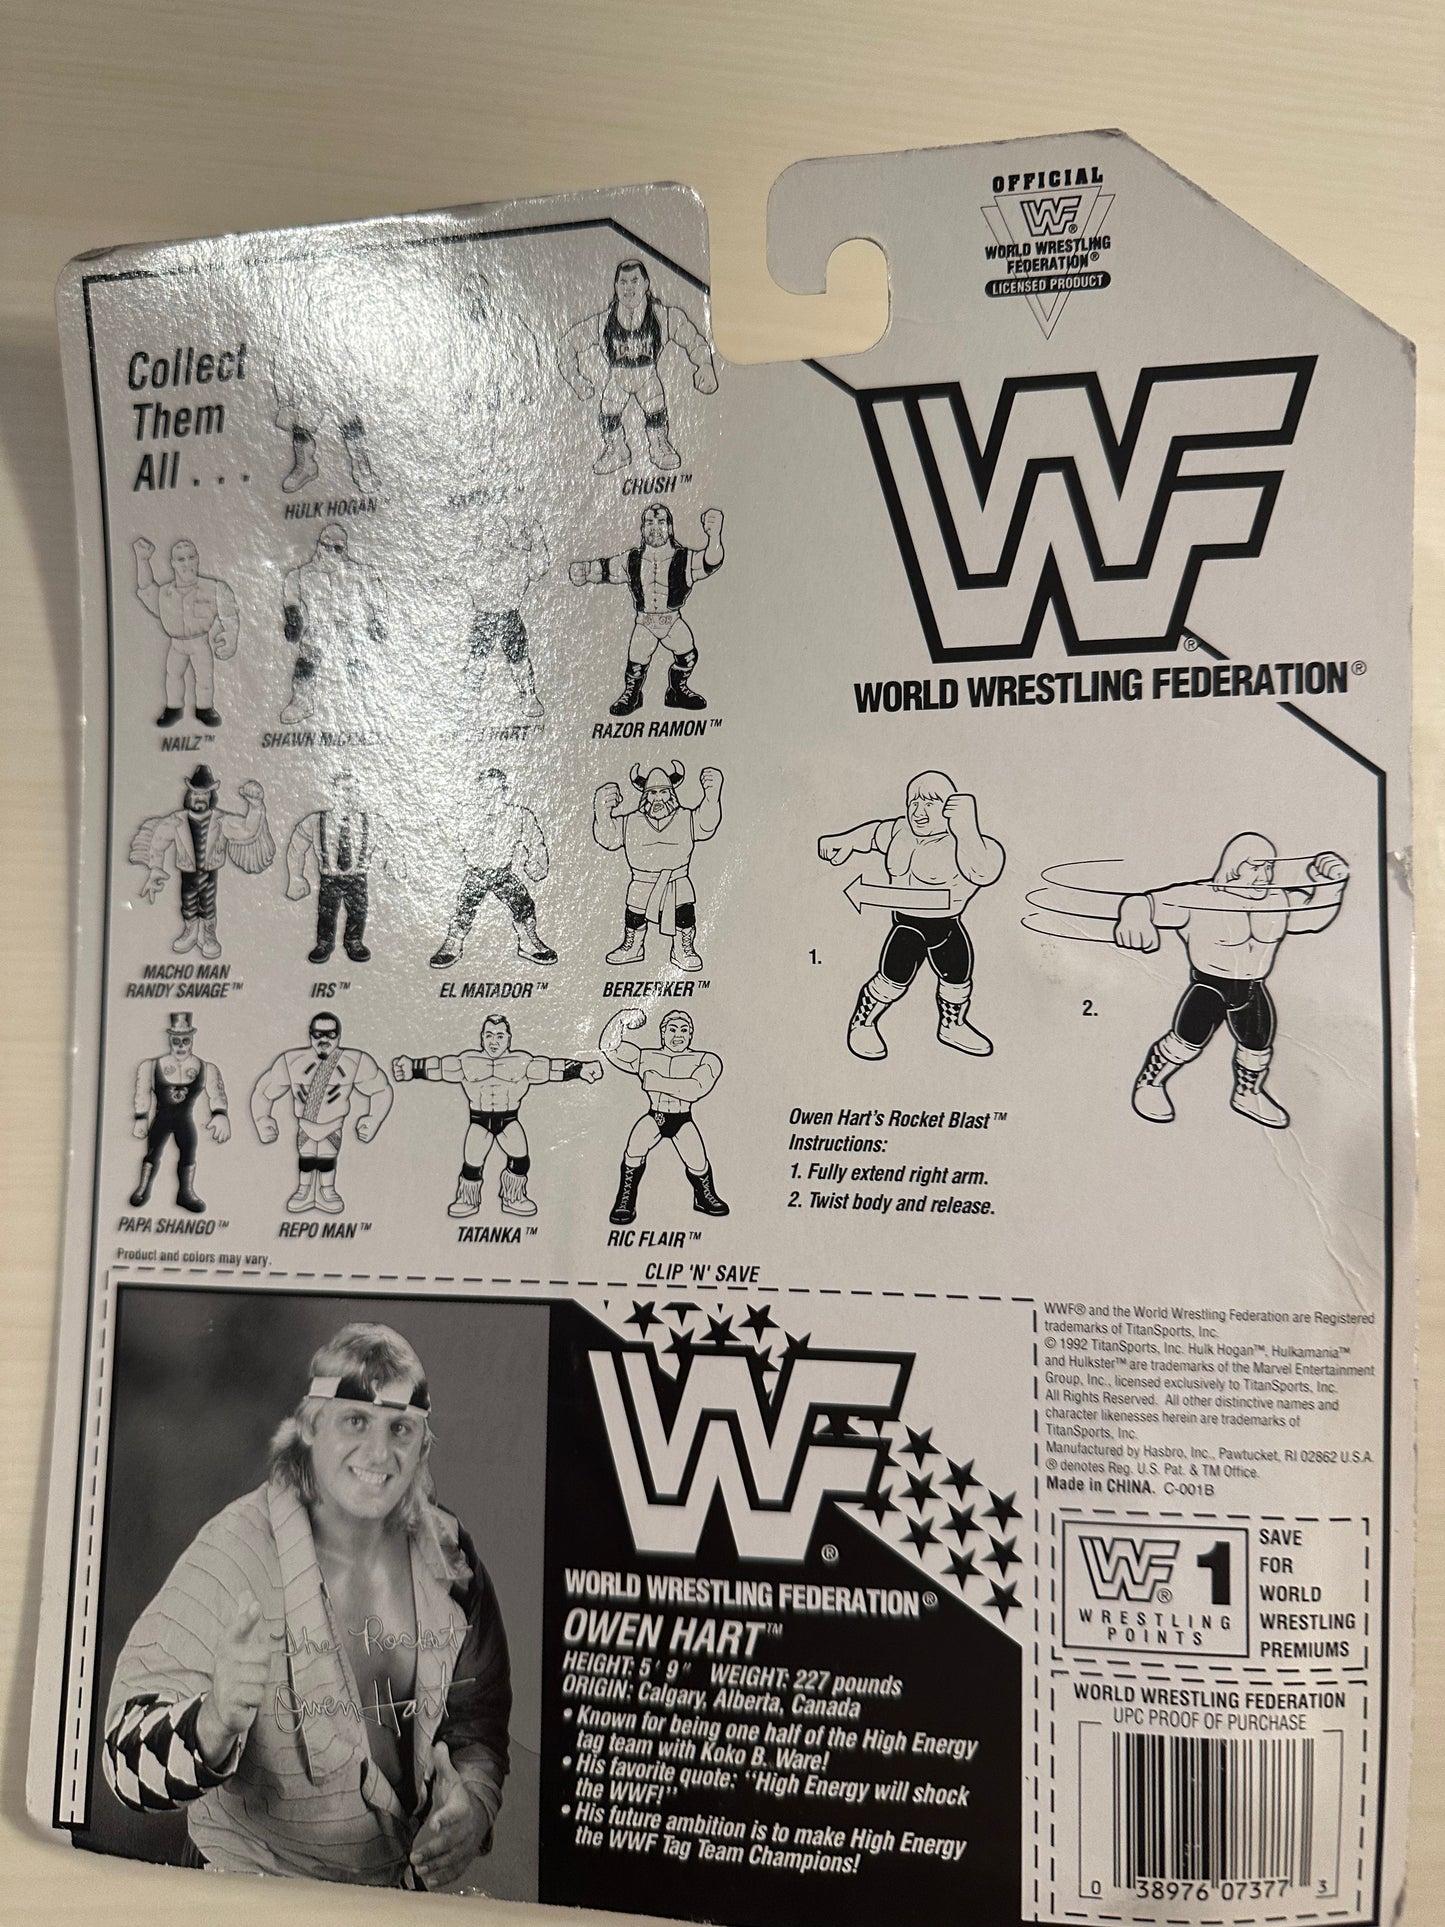 OFFICIAL
WF®
WORLD WRESTLING
FEDERATION®
LICENSED PRODUCT
Collect
Them
All . . .
HULK HOGAN™
CRUSH™
NAILZ™
SHAWN MICHAELS
HART™
RAZOR RAMON™
MACHO MAN
RANDY SAVAGE™
IRS™
EL MATADOR™
BERZERKER™
PAPA SHANGO™
REPO MAN™
TATANKA™
RIC FLAIR™
Product and colors may vary.
WF®
WORLD WRESTLING FEDERATION®
1.
2.
Owen Hart's Rocket Blast™
Instructions:
1. Fully extend right arm.
2. Twist body and release.
CLIP 'N' SAVE
The Rocket
Owen Hart
WF®
WORLD WRESTLING FEDERATION®
OWEN HART™
HEIGHT: 5' 9" WEIGHT: 227 pounds
ORIGIN: Calgary, Alberta, Canada
• Known for being one half of the High Energy
tag team with Koko B. Ware!
• His favorite quote: "High Energy will shock
the WWF!"
• His future ambition is to make High Energy
the WWF Tag Team Champions!
WWF® and the World Wrestling Federation are Registered
trademarks of TitanSports, Inc.
© 1992 TitanSports, Inc. Hulk Hogan™, Hulkamania™
and Hulkster™ are trademarks of the Marvel Entertainment
Group, Inc., licensed exclusively to TitanSports, Inc.
All Rights Reserved. All other distinctive names and
character likenesses herein are trademarks of
TitanSports, Inc.
Manufactured by Hasbro, Inc., Pawtucket, RI 02862 U.S.A.
® denotes Reg. U.S. Pat. & TM Office.
Made in CHINA. C-001B
WF® 1
WRESTLING
POINTS
SAVE
FOR
WORLD
WRESTLING
PREMIUMS
WORLD WRESTLING FEDERATION
UPC PROOF OF PURCHASE
0 38976 07377 3